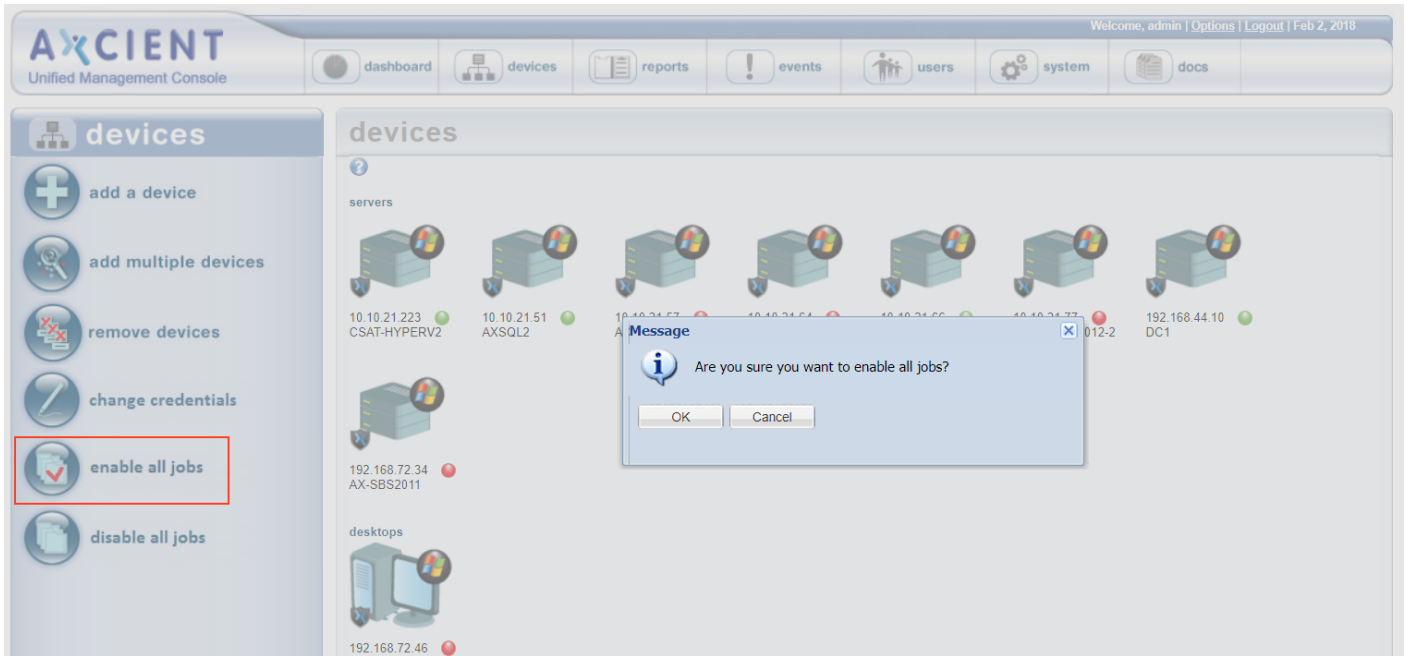 AXCIENT
Unified Management Console
Welcome, admin | Options | Logout | Feb 2, 2018
dashboard devices reports events users system docs
devices
add a device
add multiple devices
remove devices
change credentials
enable all jobs
disable all jobs
devices
servers
10.10.21.223 10.10.21.51 192.168.44.10
CSAT-HYPERV2 AXSQL2 A 012-2 DC1
Message
Are you sure you want to enable all jobs?
OK Cancel
192.168.72.34
AX-SBS2011
desktops
192.168.72.46